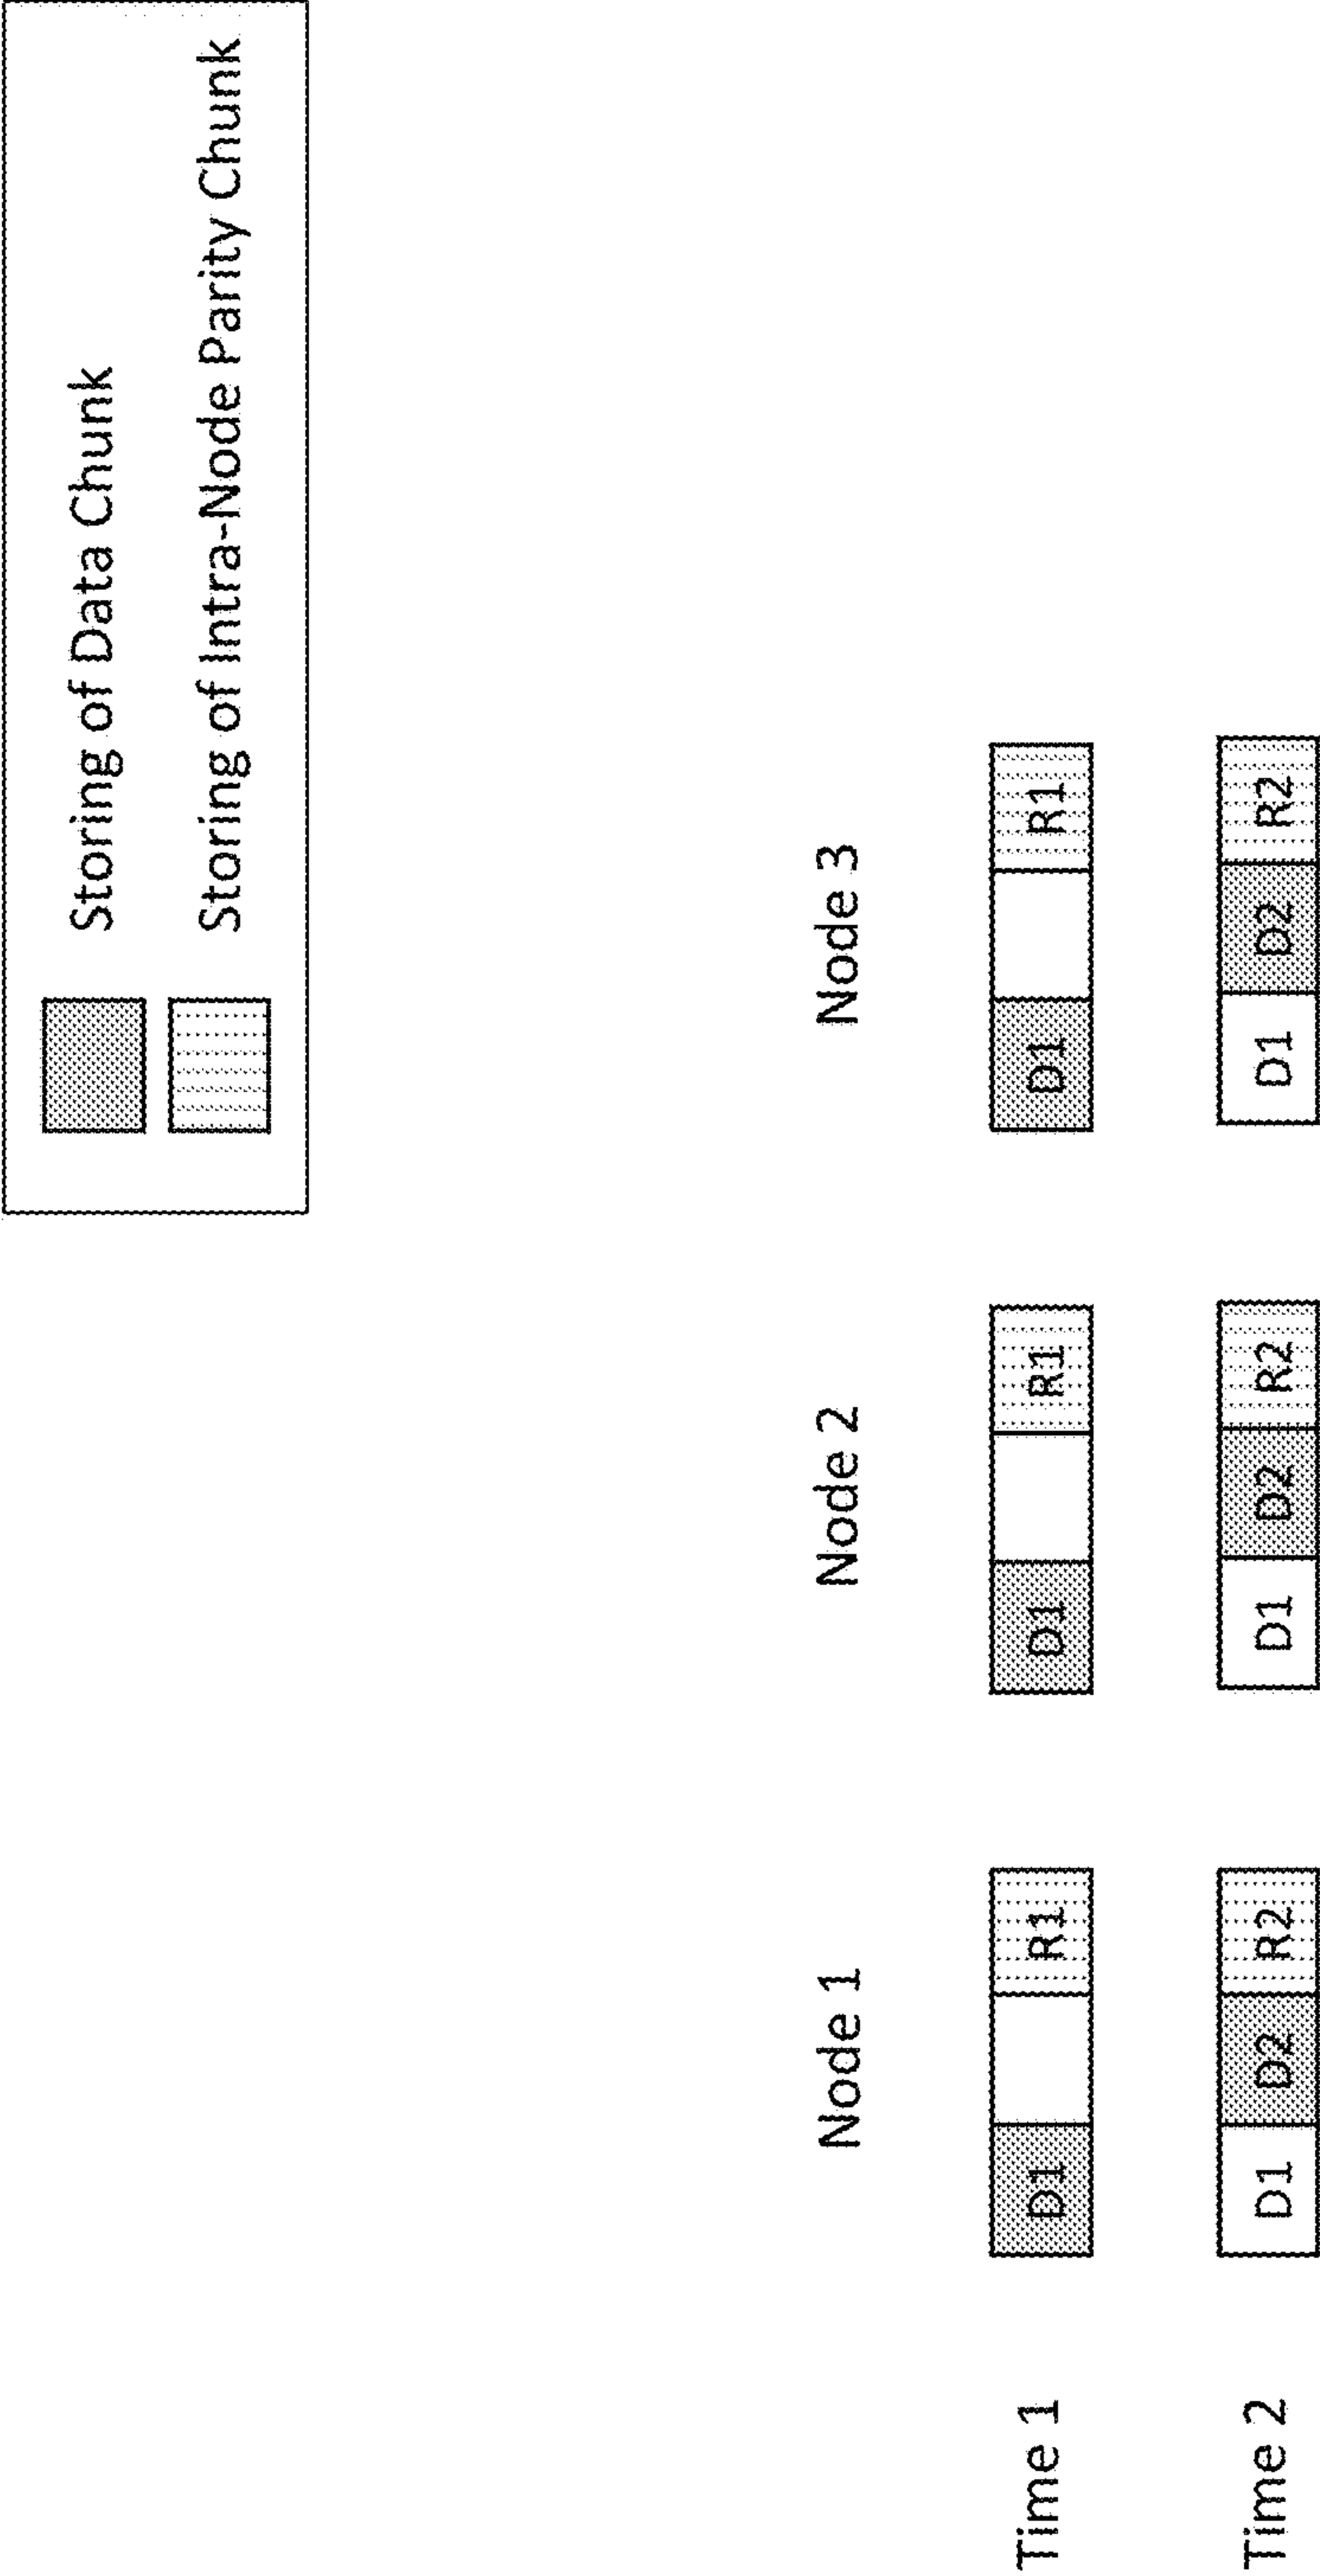 Storing of Data Chunk
Storing of Intra-Node Parity Chunk
Node 1 Node 2 Node 3
Time 1 D1 R1 D1 R1 D1 R1
Time 2 D1 D2 R2 D1 D2 R2 D1 D2 R2